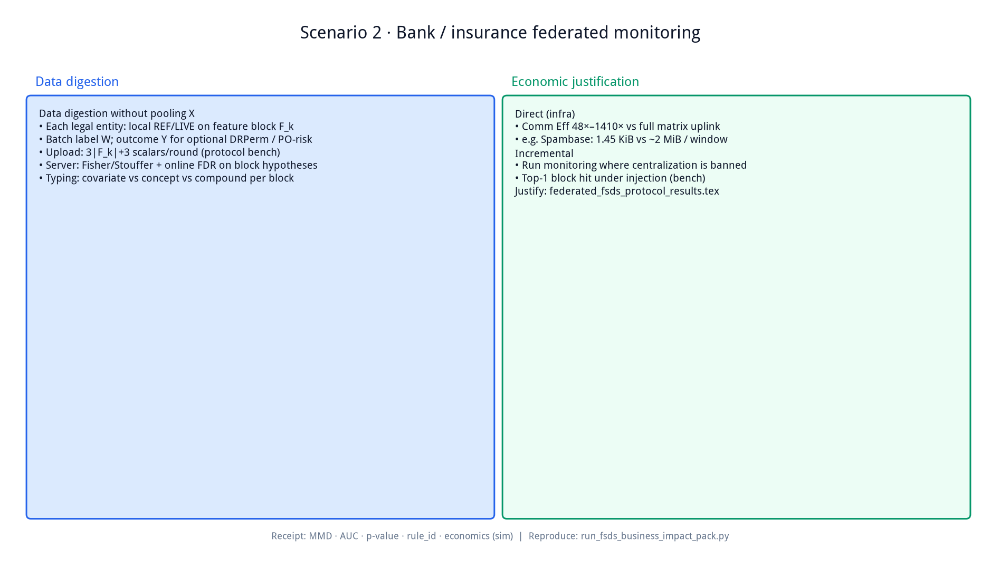 Scenario 2 · Bank / insurance federated monitoring
Data digestion
Data digestion without pooling X
• Each legal entity: local REF/LIVE on feature block F_k
• Batch label W; outcome Y for optional DRPerm / PO-risk
• Upload: 3|F_k|+3 scalars/round (protocol bench)
• Server: Fisher/Stouffer + online FDR on block hypotheses
• Typing: covariate vs concept vs compound per block
Economic justification
Direct (infra)
• Comm Eff 48×–1410× vs full matrix uplink
• e.g. Spambase: 1.45 KiB vs ~2 MiB / window
Incremental
• Run monitoring where centralization is banned
• Top-1 block hit under injection (bench)
Justify: federated_fsds_protocol_results.tex
Receipt: MMD · AUC · p-value · rule_id · economics (sim)  |  Reproduce: run_fsds_business_impact_pack.py